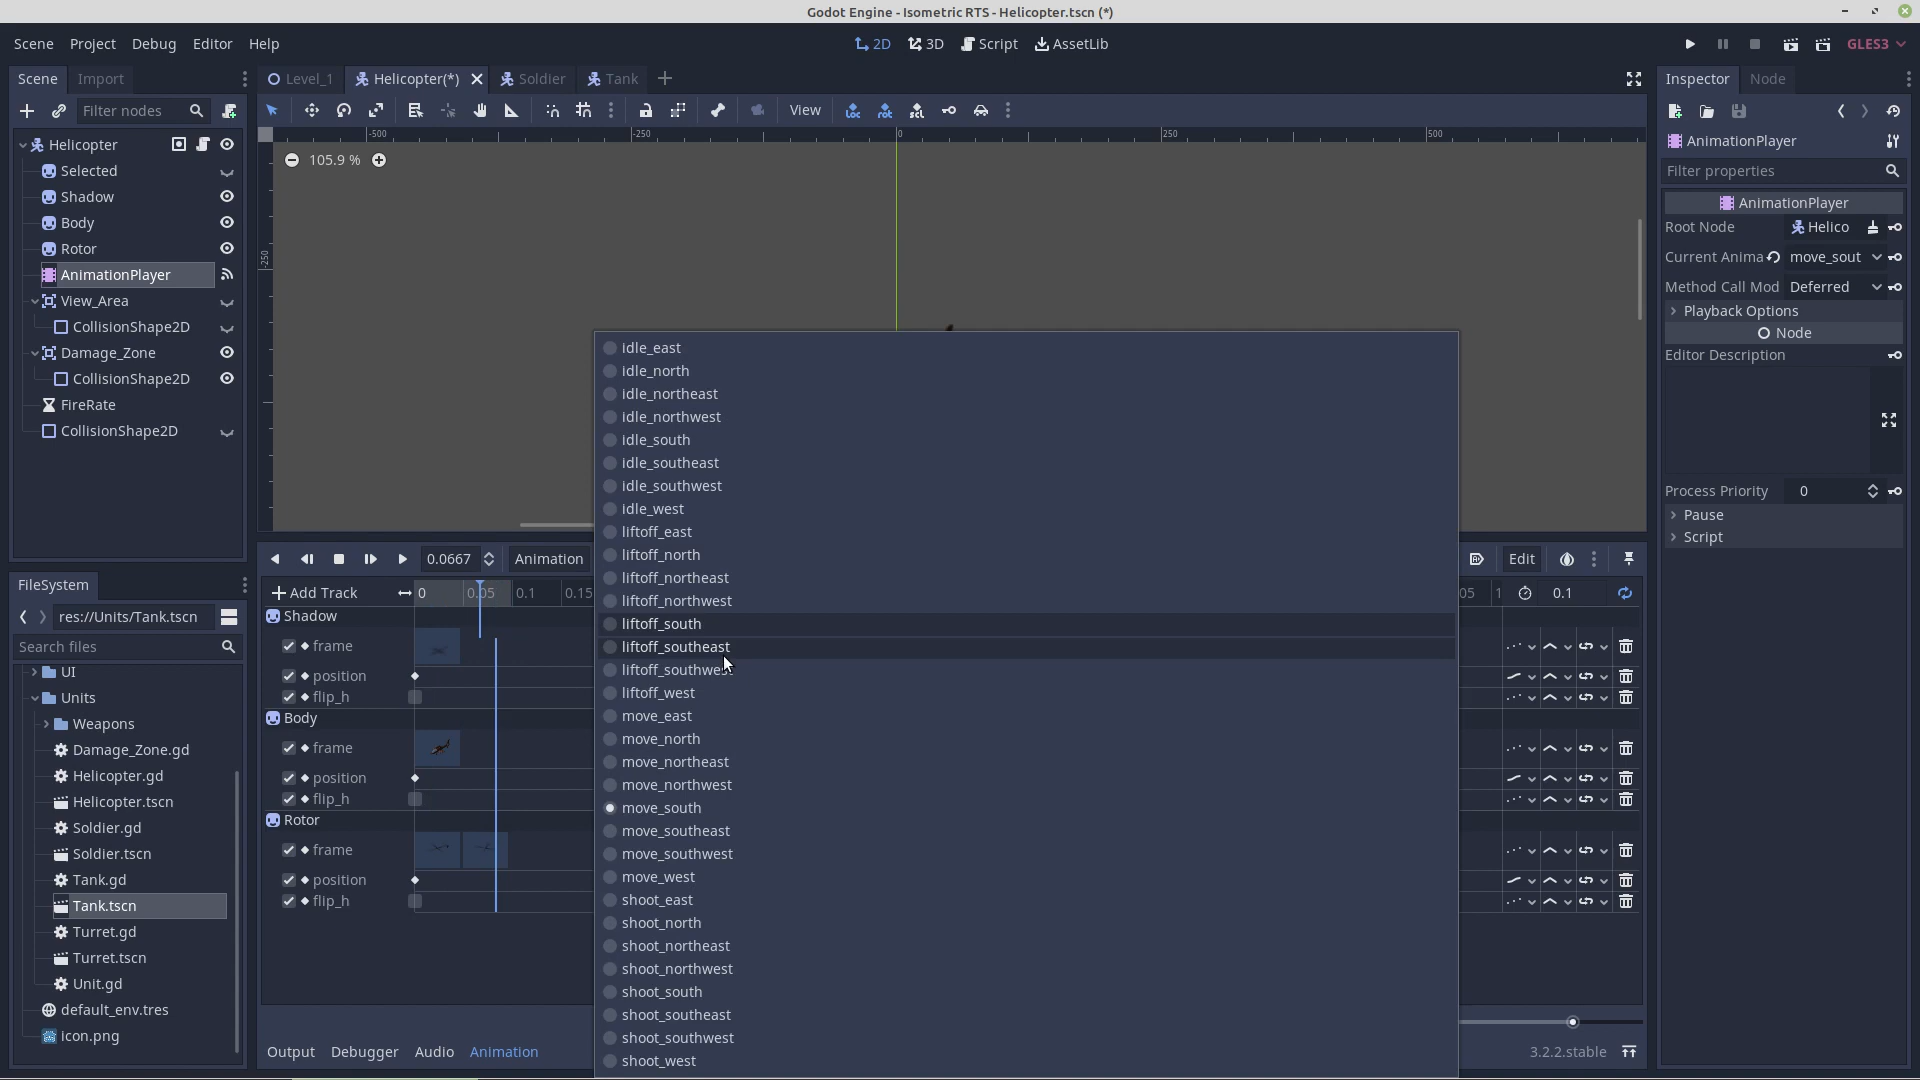 Godot Engine - Isometric RTS - Helicopter.tscn (*)
Scene Project Debug Editor Help
2D 3D Script AssetLib
GLES3
Scene Import
Level_1 Helicopter(*) Soldier Tank
Inspector Node
Filter nodes
View
-500 -250 0 250 500
-250
105.9 %
Helicopter
Selected
Shadow
Body
Rotor
AnimationPlayer
View_Area
CollisionShape2D
Damage_Zone
CollisionShape2D
FireRate
CollisionShape2D
AnimationPlayer
Filter properties
AnimationPlayer
Root Node Helico
Current Anima move_sout
Method Call Mod Deferred
Playback Options
Node
Editor Description
Process Priority 0
Pause
Script
idle_east
idle_north
idle_northeast
idle_northwest
idle_south
idle_southeast
idle_southwest
idle_west
liftoff_east
liftoff_north
liftoff_northeast
liftoff_northwest
liftoff_south
liftoff_southeast
liftoff_southwest
liftoff_west
move_east
move_north
move_northeast
move_northwest
move_south
move_southeast
move_southwest
move_west
shoot_east
shoot_north
shoot_northeast
shoot_northwest
shoot_south
shoot_southeast
shoot_southwest
shoot_west
FileSystem
res://Units/Tank.tscn
Search files
UI
Units
Weapons
Damage_Zone.gd
Helicopter.gd
Helicopter.tscn
Soldier.gd
Soldier.tscn
Tank.gd
Tank.tscn
Turret.gd
Turret.tscn
Unit.gd
default_env.tres
icon.png
0.0667 Animation
Edit
Add Track 0 0.05 0.1 0.15
05 1 0.1
Shadow
frame
position
flip_h
Body
frame
position
flip_h
Rotor
frame
position
flip_h
Output Debugger Audio Animation
3.2.2.stable